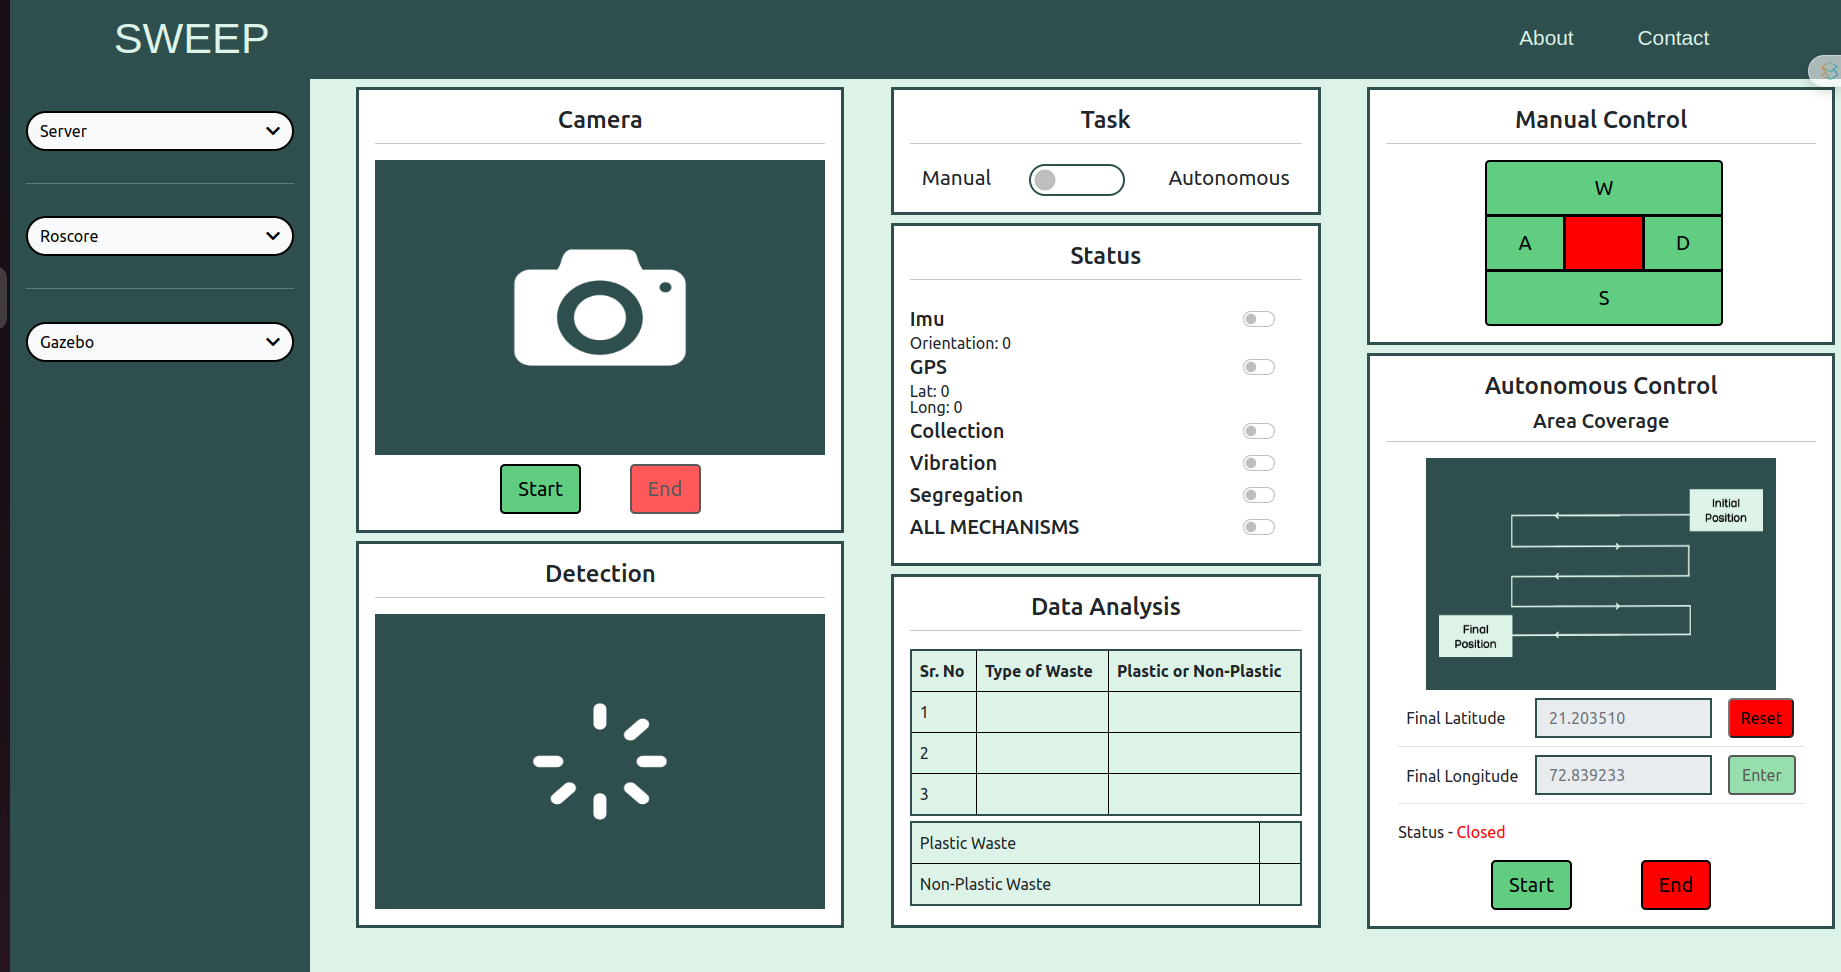 SWEEP
About
Contact
Server
Roscore
Gazebo
Camera
Start
End
Detection
Task
Manual
Autonomous
Status
Imu
Orientation: 0
GPS
Lat: 0
Long: 0
Collection
Vibration
Segregation
ALL MECHANISMS
Data Analysis
Sr. No
Type of Waste
Plastic or Non-Plastic
1
2
3
Plastic Waste
Non-Plastic Waste
Manual Control
W
A
D
S
Autonomous Control
Area Coverage
Initial
Position
Final
Position
Final Latitude
21.203510
Reset
Final Longitude
72.839233
Enter
Status - Closed
Start
End